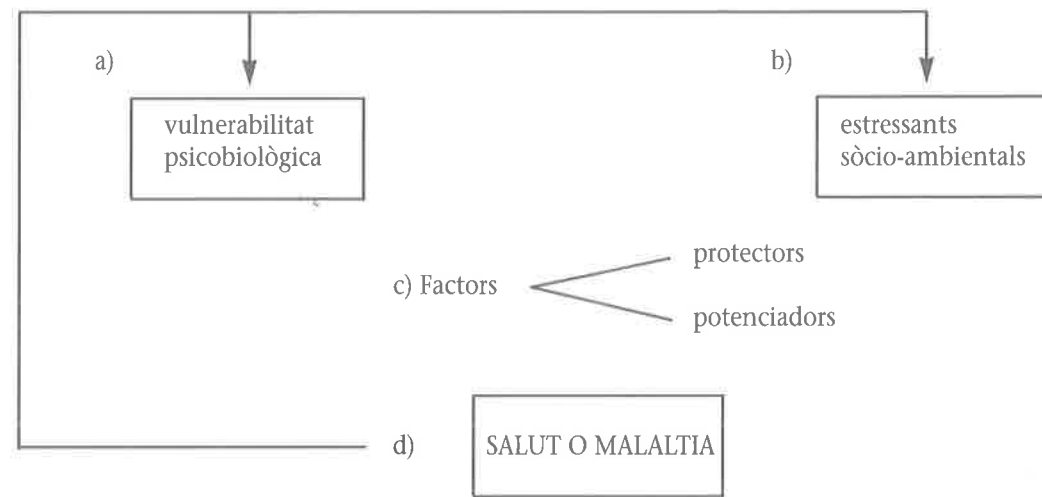 a)
b)
vulnerabilitat
psicobiològica
estressants
sòcio-ambientals
protectors
c) Factors
potenciadors
d)
SALUT O MALALTIA